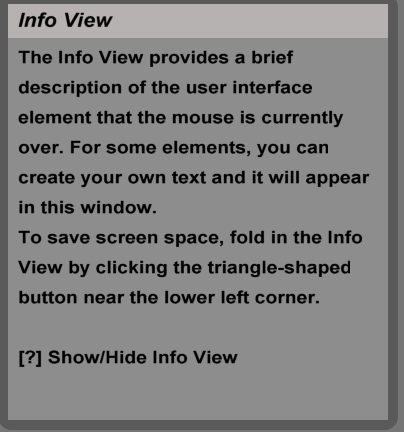 Info View
The Info View provides a brief
description of the user interface
element that the mouse is currently
over. For some elements, you can
create your own text and it will appear
in this window.
To save screen space, fold in the Info
View by clicking the triangle-shaped
button near the lower left corner.
[?] Show/Hide Info View